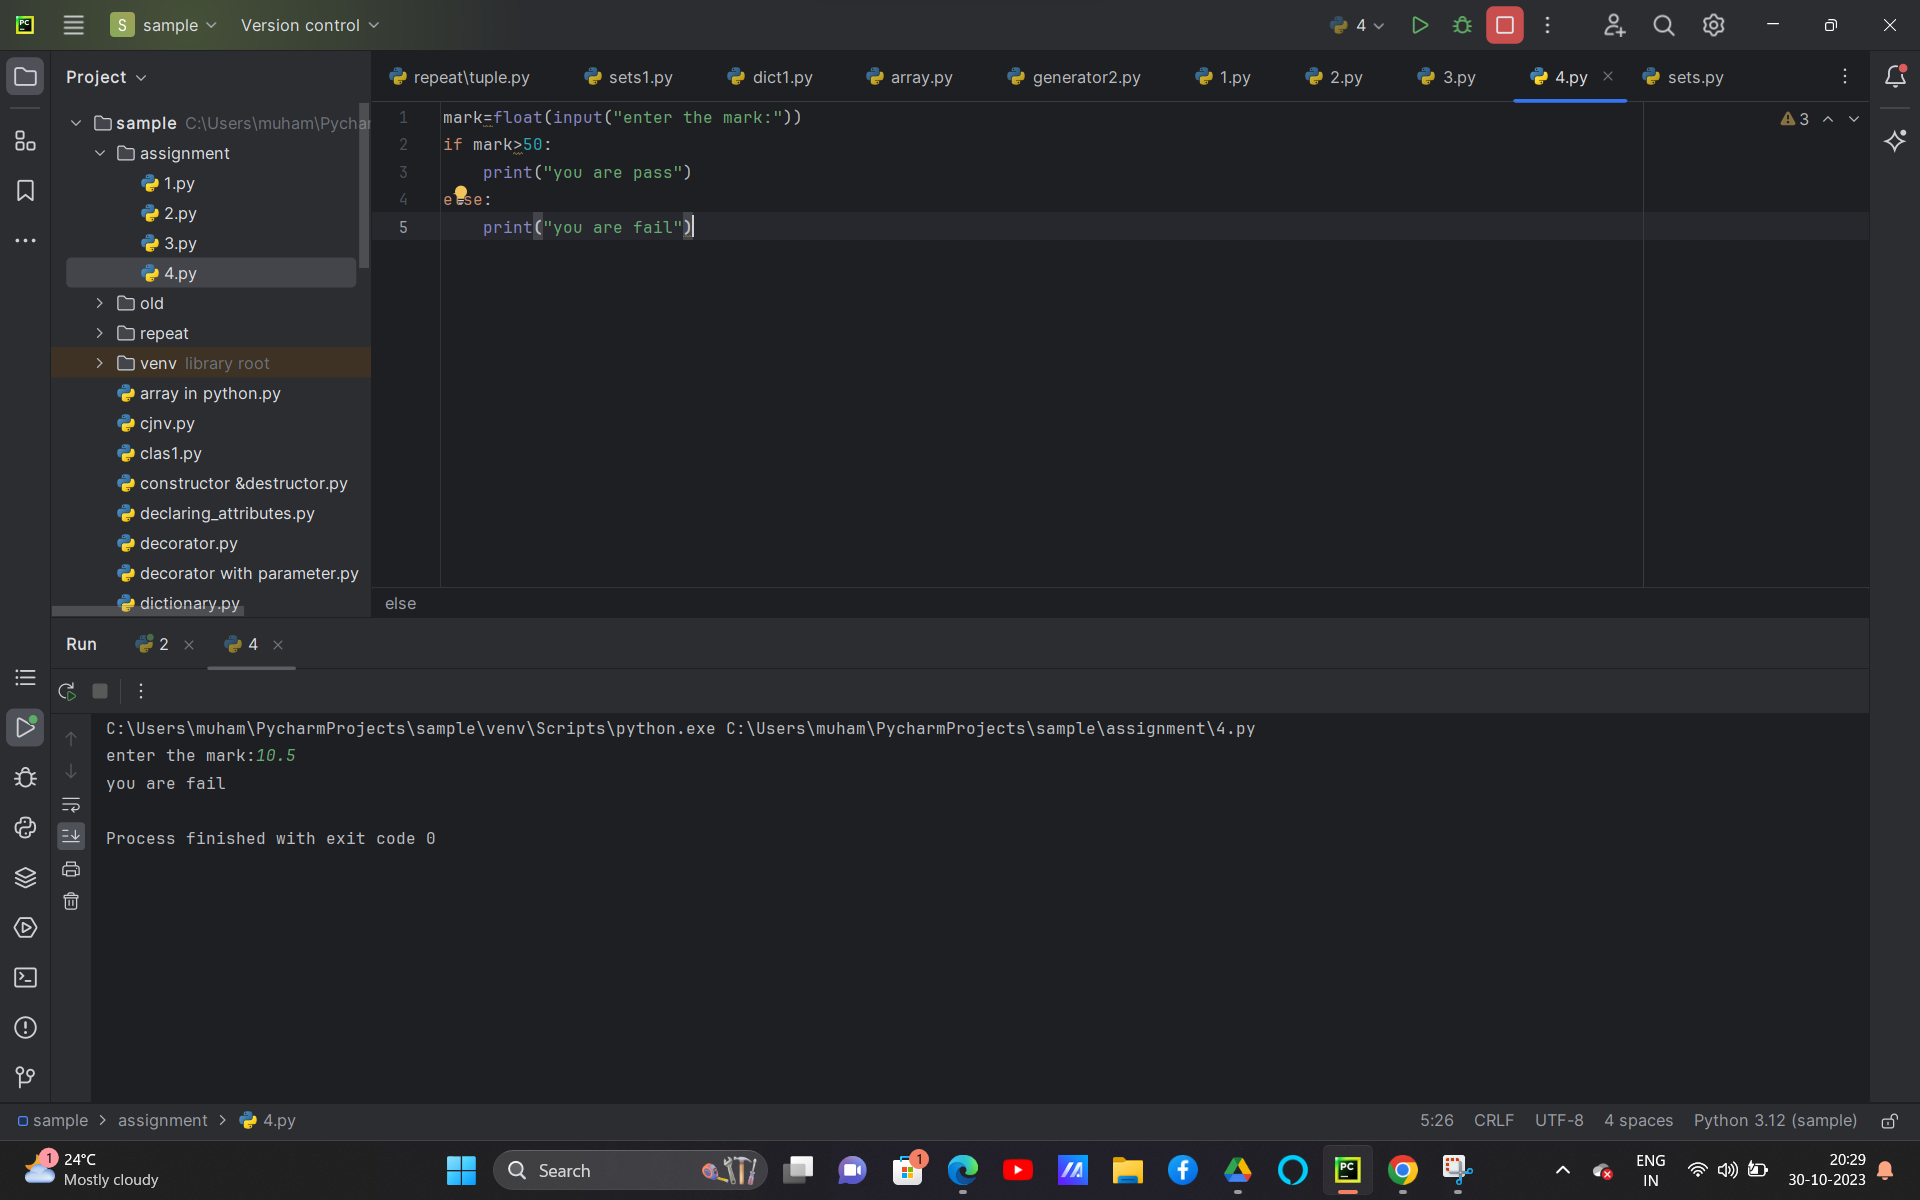 PC S sample Version control 4
Project
repeat\tuple.py sets1.py dict1.py array.py generator2.py 1.py 2.py 3.py 4.py sets.py
sample C:\Users\muham\Pychar
assignment
1.py
2.py
3.py
4.py
old
repeat
venv library root
array in python.py
cjnv.py
clas1.py
constructor &destructor.py
declaring_attributes.py
decorator.py
decorator with parameter.py
dictionary.py
1 mark=float(input("enter the mark:"))
2 if mark>50:
3 print("you are pass")
4 else:
5 print("you are fail")
3
else
Run 2 4
C:\Users\muham\PycharmProjects\sample\venv\Scripts\python.exe C:\Users\muham\PycharmProjects\sample\assignment\4.py
enter the mark:10.5
you are fail
Process finished with exit code 0
sample > assignment > 4.py 5:26 CRLF UTF-8 4 spaces Python 3.12 (sample)
1 24°C
Mostly cloudy
Search
1
PC
ENG
IN
20:29
30-10-2023